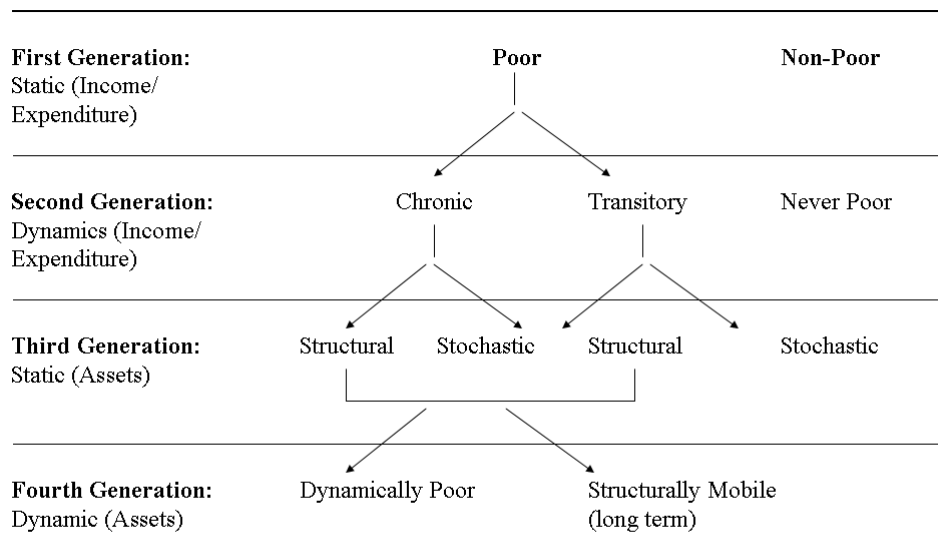 First Generation: Poor Non-Poor
Static (Income/
Expenditure)
Second Generation: Chronic Transitory Never Poor
Dynamics (Income/
Expenditure)
Third Generation: Structural Stochastic Structural Stochastic
Static (Assets)
Fourth Generation: Dynamically Poor Structurally Mobile
Dynamic (Assets) (long term)